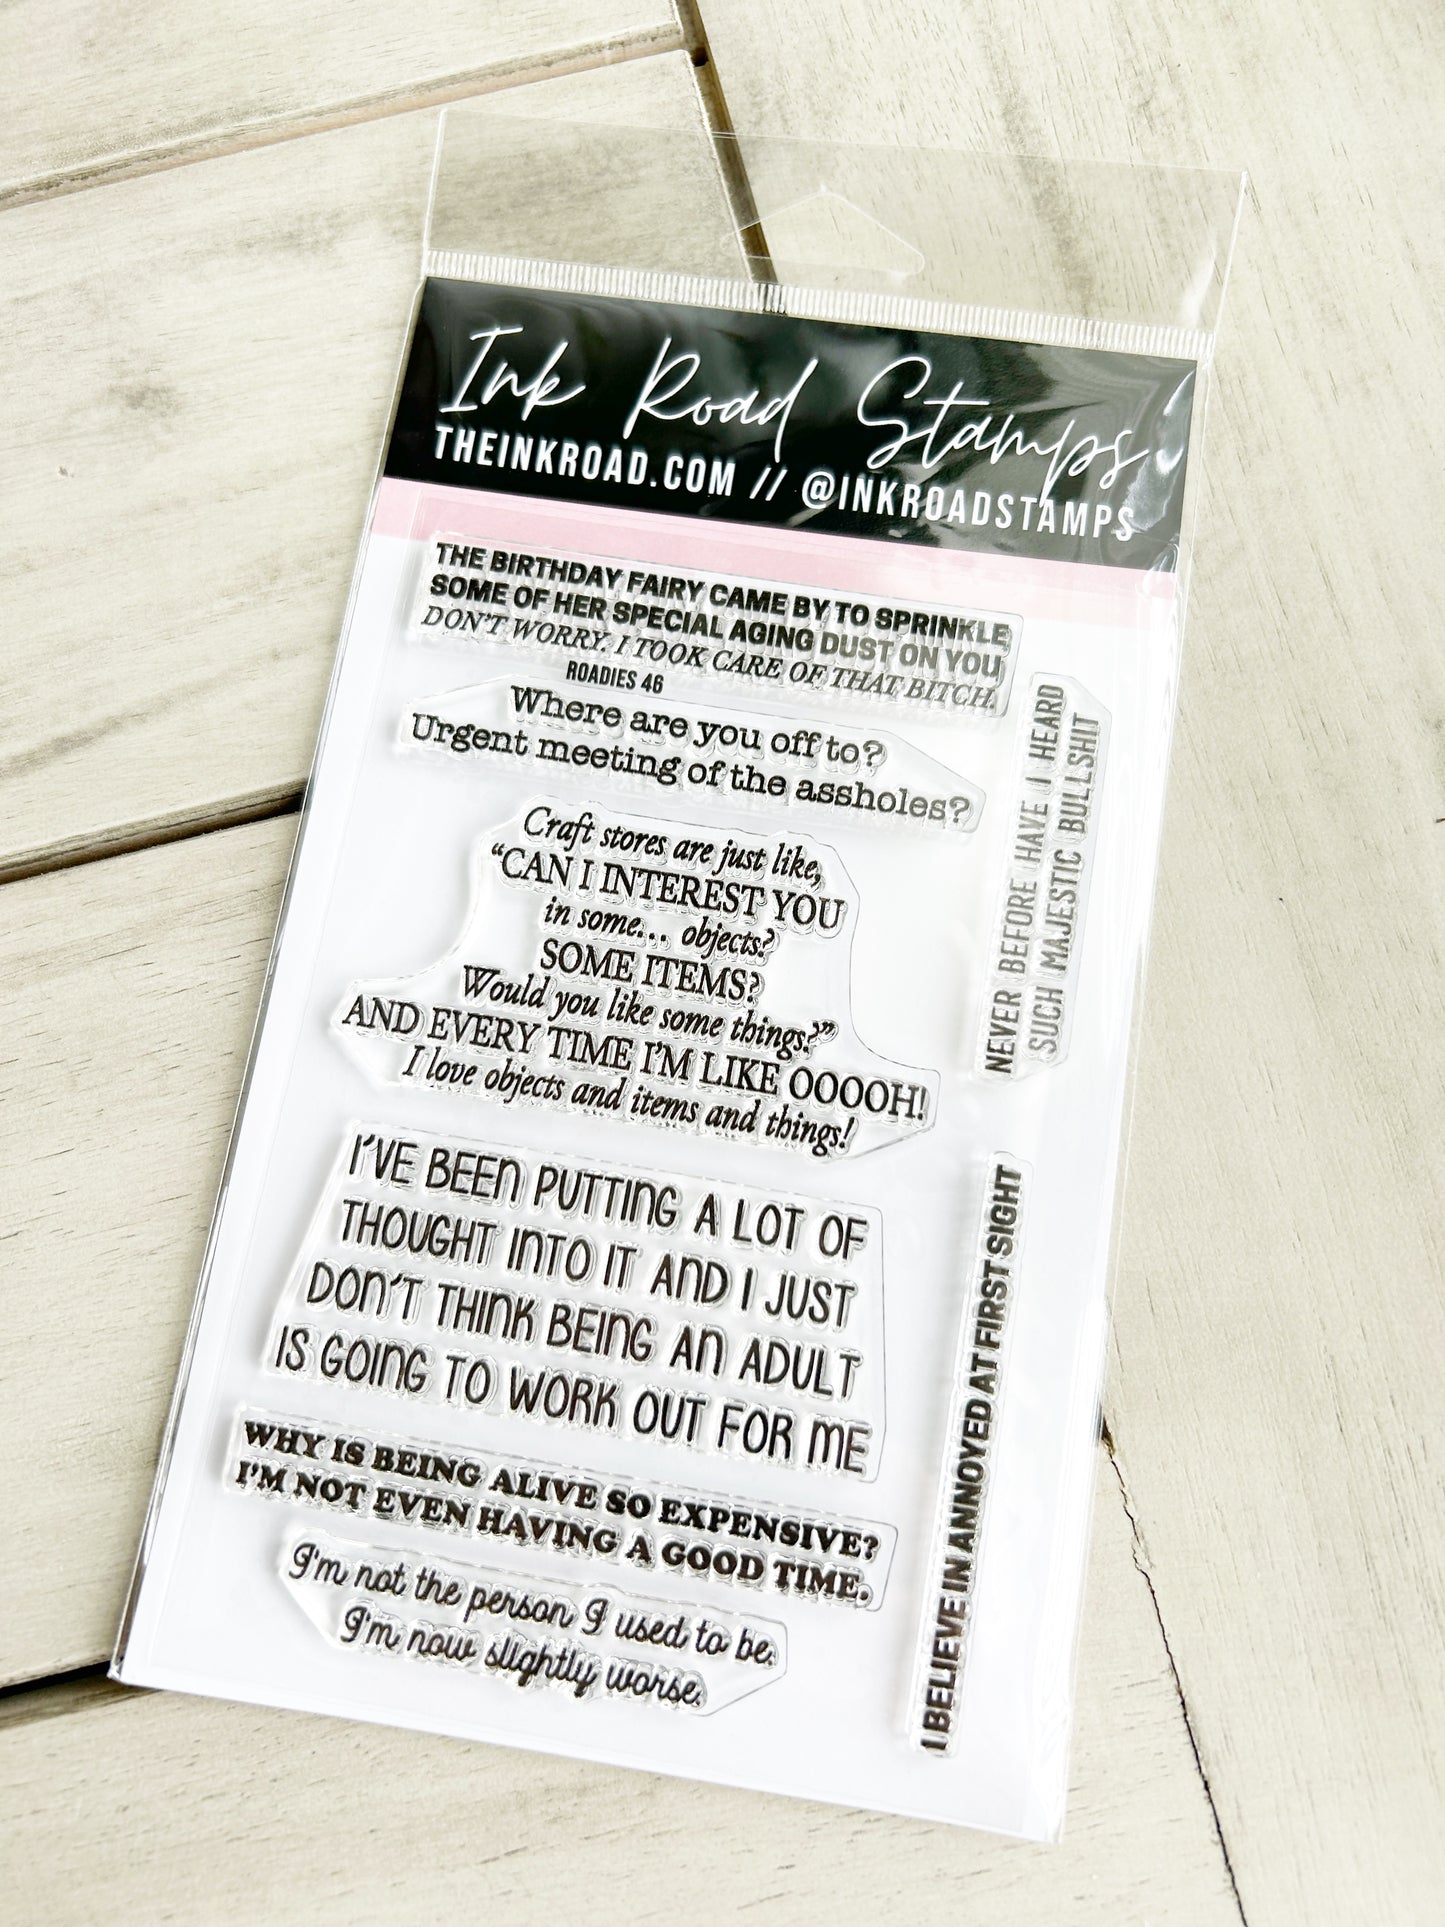 Ink Road Stamps
THEINKROAD.COM // @INKROADSTAMPS
THE BIRTHDAY FAIRY CAME BY TO SPRINKLE
SOME OF HER SPECIAL AGING DUST ON YOU
DON'T WORRY. I TOOK CARE OF THAT BITCH.
ROADIES 46
Where are you off to?
Urgent meeting of the assholes?
Craft stores are just like,
"CAN I INTEREST YOU
in some... objects?
SOME ITEMS?
Would you like some things?"
AND EVERY TIME I'M LIKE OOOOH!
I love objects and items and things!
I'VE BEEN PUTTING A LOT OF
THOUGHT INTO IT AND I JUST
DON'T THINK BEING AN ADULT
IS GOING TO WORK OUT FOR ME
WHY IS BEING ALIVE SO EXPENSIVE?
I'M NOT EVEN HAVING A GOOD TIME.
I'm not the person I used to be.
I'm now slightly worse.
NEVER BEFORE HAVE I HEARD
SUCH MAJESTIC BULLSHIT
I BELIEVE IN ANNOYED AT FIRST SIGHT